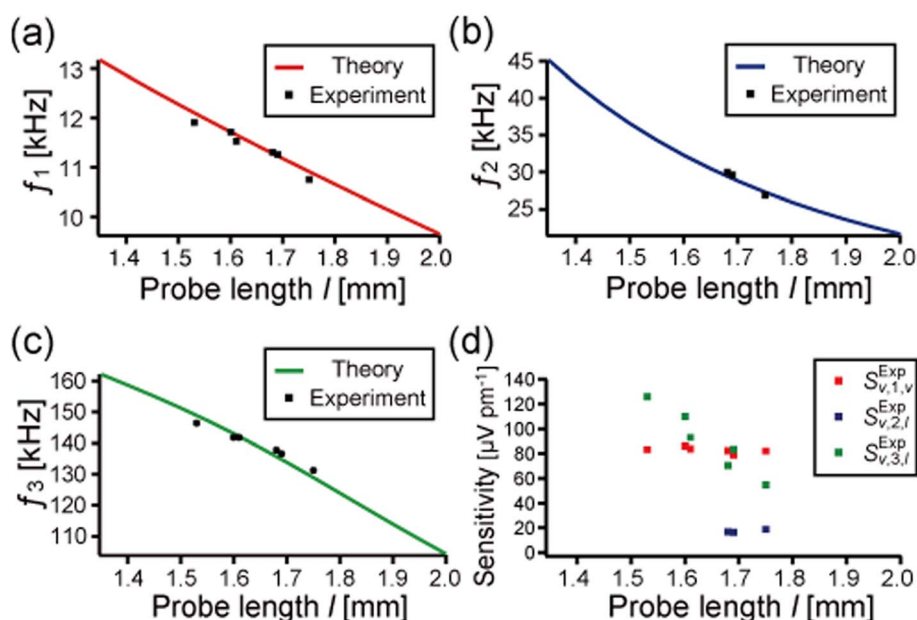 (a)
Theory
Experiment
f1 [kHz]
13
12
11
10
1.4 1.5 1.6 1.7 1.8 1.9 2.0
Probe length l [mm]
(b)
Theory
Experiment
f2 [kHz]
45
40
35
30
25
1.4 1.5 1.6 1.7 1.8 1.9 2.0
Probe length l [mm]
(c)
Theory
Experiment
f3 [kHz]
160
150
140
130
120
110
1.4 1.5 1.6 1.7 1.8 1.9 2.0
Probe length l [mm]
(d)
S^Exp_v,1,v
S^Exp_v,2,l
S^Exp_v,3,l
Sensitivity [μV pm⁻¹]
140
120
100
80
60
40
20
0
1.4 1.5 1.6 1.7 1.8 1.9 2.0
Probe length l [mm]